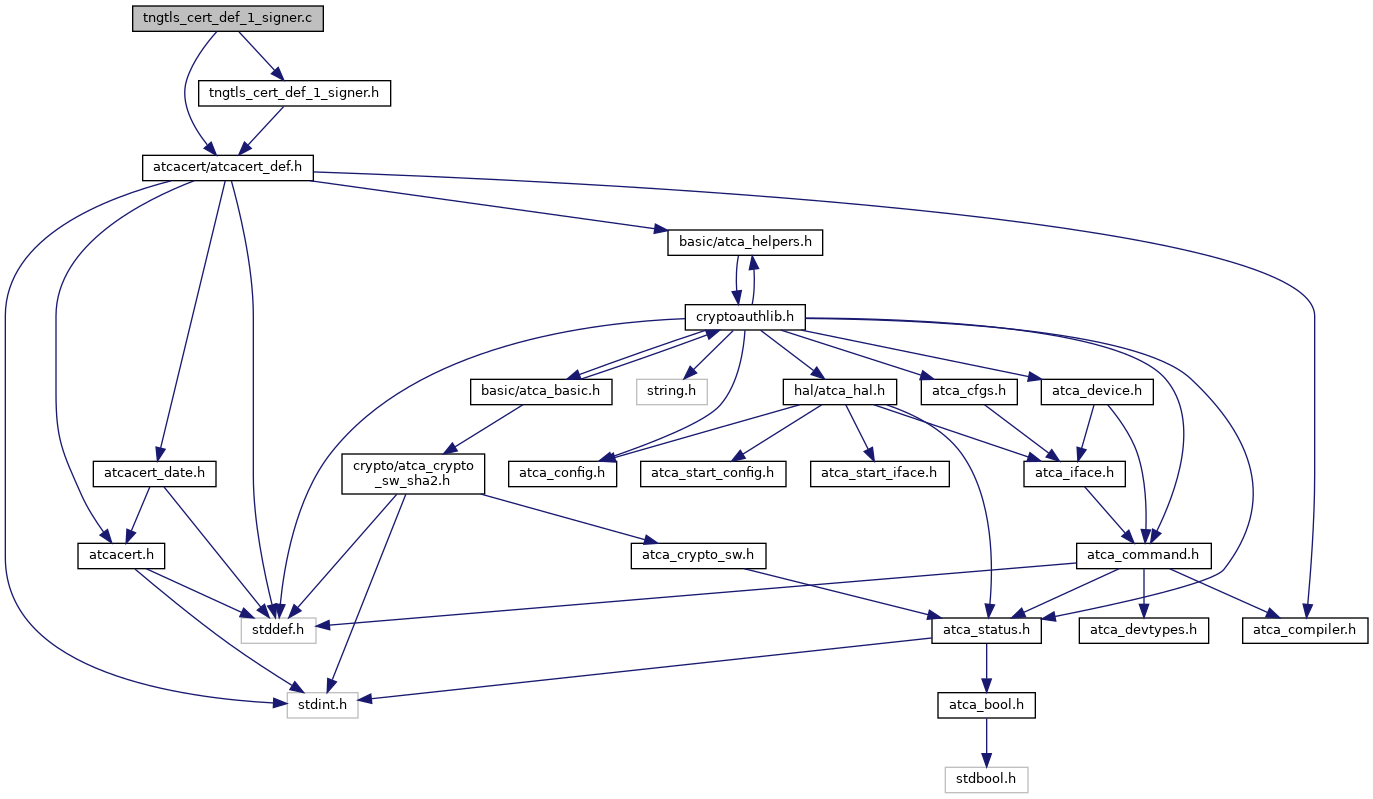 tngtls_cert_def_1_signer.c
tngtls_cert_def_1_signer.h
atcacert/atcacert_def.h
basic/atca_helpers.h
cryptoauthlib.h
basic/atca_basic.h
string.h
hal/atca_hal.h
atca_cfgs.h
atca_device.h
atcacert_date.h
crypto/atca_crypto
_sw_sha2.h
atca_config.h
atca_start_config.h
atca_start_iface.h
atca_iface.h
atcacert.h
atca_crypto_sw.h
atca_command.h
stddef.h
atca_status.h
atca_devtypes.h
atca_compiler.h
stdint.h
atca_bool.h
stdbool.h